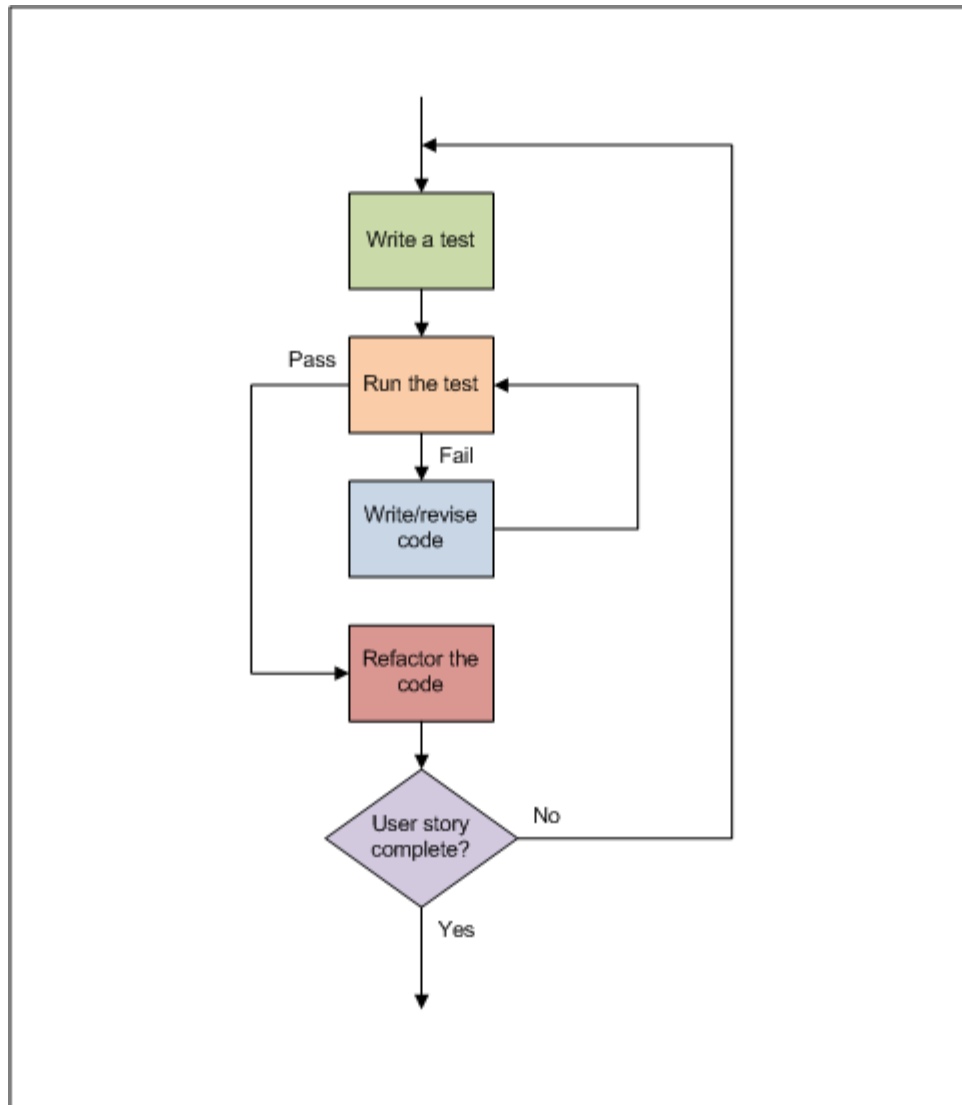 Write a test
Pass
Run the test
Fail
Write/revise
code
Refactor the
code
User story
complete?
No
Yes